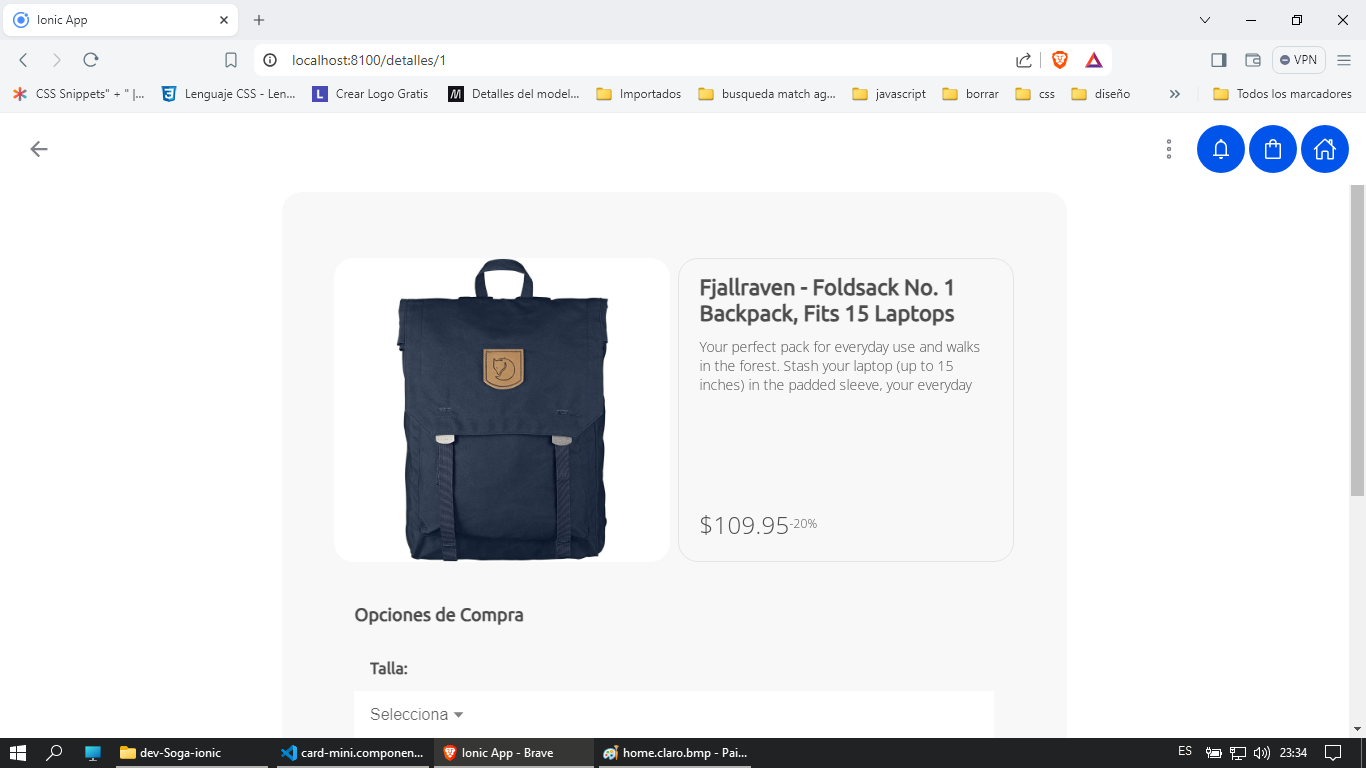 Ionic App
localhost:8100/detalles/1
VPN
CSS Snippets" + " |...
Lenguaje CSS - Len...
L
Crear Logo Gratis
M
Detalles del model...
Importados
busqueda match ag...
javascript
borrar
css
diseño
»
Todos los marcadores
Fjallraven - Foldsack No. 1
Backpack, Fits 15 Laptops
Your perfect pack for everyday use and walks
in the forest. Stash your laptop (up to 15
inches) in the padded sleeve, your everyday
$109.95-20%
Opciones de Compra
Talla:
Selecciona
dev-Soga-ionic
card-mini.componen...
Ionic App - Brave
home.claro.bmp - Pai...
ES
23:34